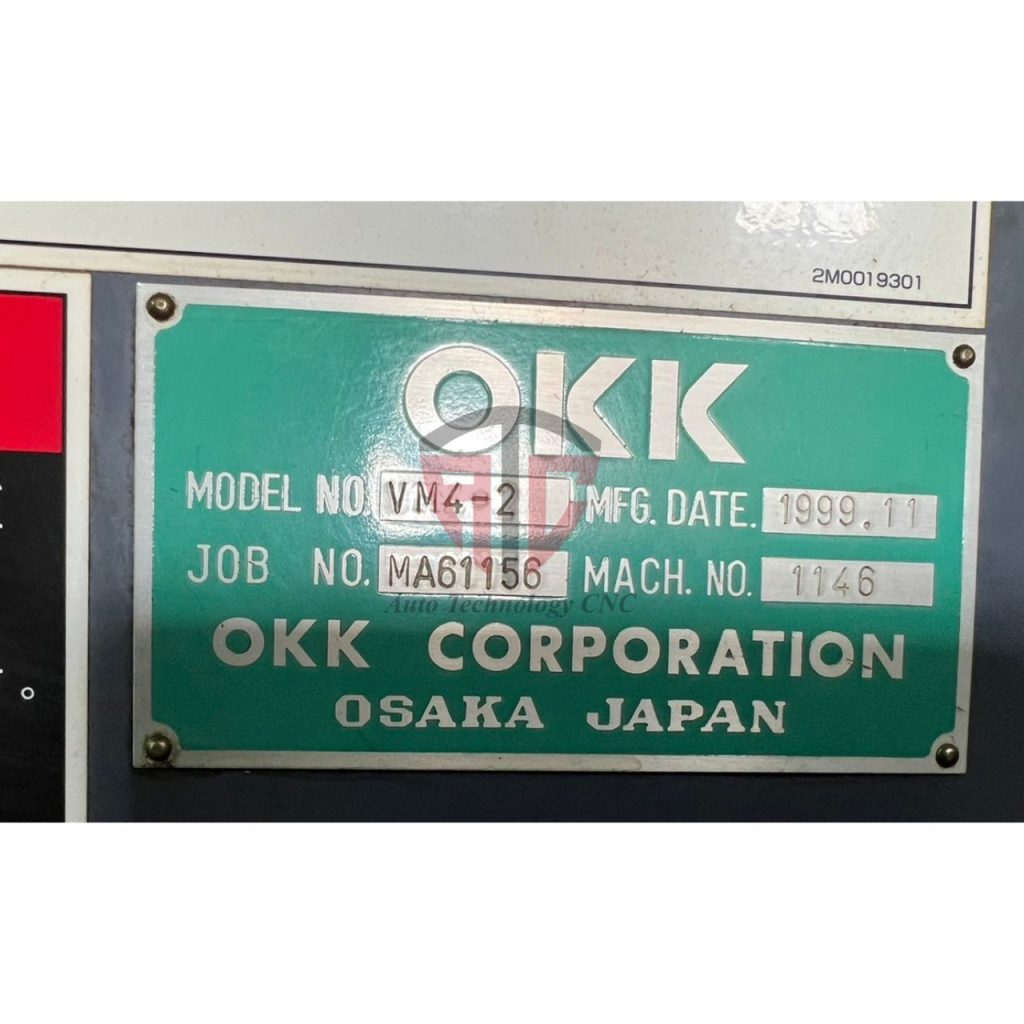 2M0019301
OKK
MODEL NO. VM4-2 MFG. DATE. 1999.11
JOB NO. MA61156 MACH. NO. 1146
Auto Technology CNC
OKK CORPORATION
OSAKA JAPAN